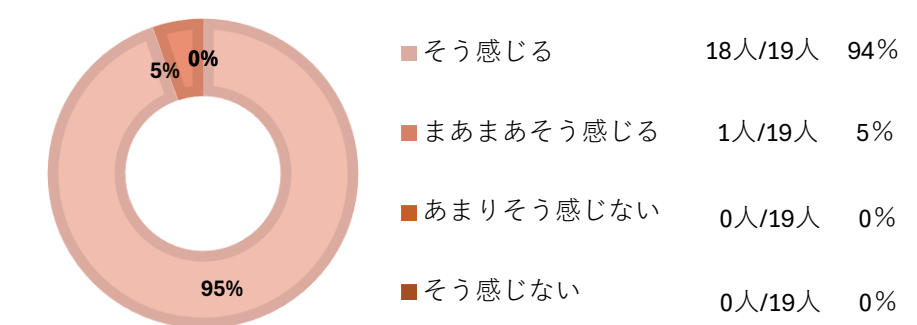 0%
5%
95%
そう感じる 18人/19人 94%
まあまあそう感じる 1人/19人 5%
あまりそう感じない 0人/19人 0%
そう感じない 0人/19人 0%